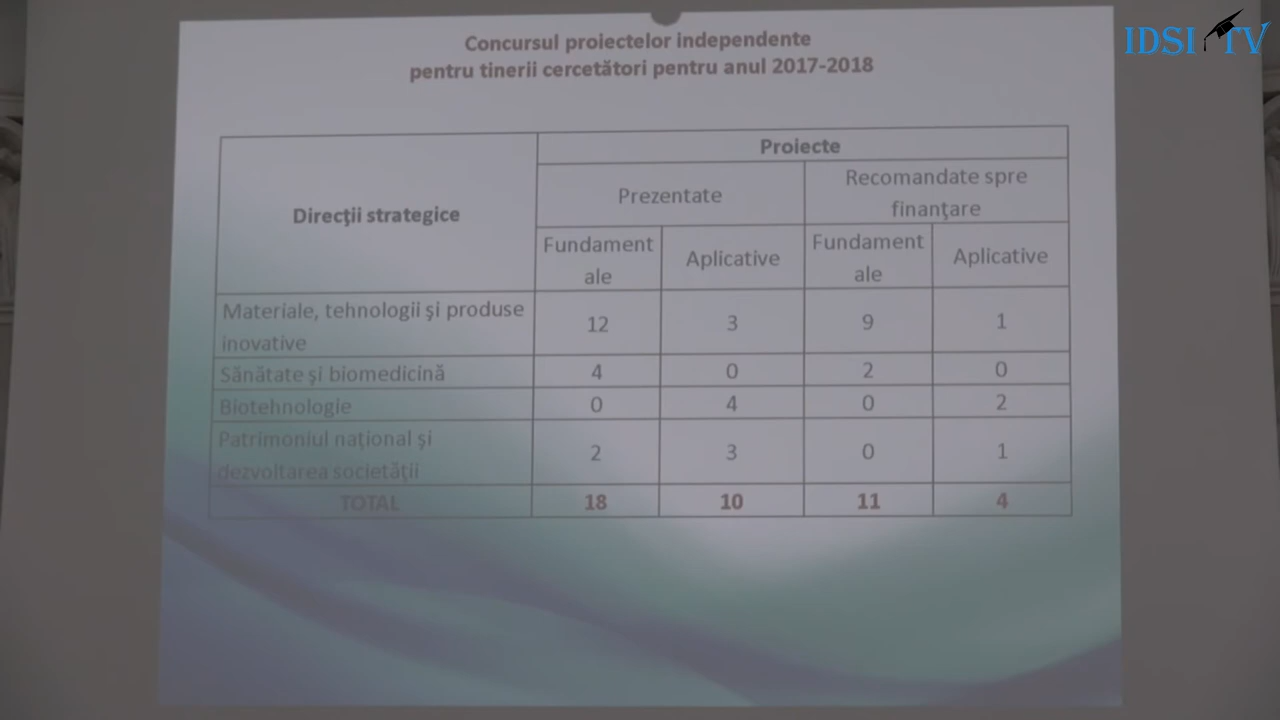 IDSI TV
Concursul proiectelor independente
pentru tinerii cercetători pentru anul 2017-2018
Direcţii strategice
Proiecte
Prezentate
Recomandate spre
finanţare
Fundament
ale
Aplicative
Fundament
ale
Aplicative
Materiale, tehnologii şi produse
inovative
12 3 9 1
Sănătate şi biomedicină 4 0 2 0
Biotehnologie 0 4 0 2
Patrimoniul naţional şi
dezvoltarea societăţii
2 3 0 1
TOTAL 18 10 11 4